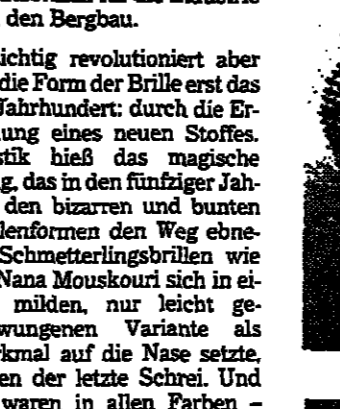 den Bergbau.
ichtig revolutioniert aber
die Form der Brille erst das
Jahrhundert: durch die Er-
ung eines neuen Stoffes.
stik hieß das magische
g, das in den fünfziger Jah-
den bizarren und bunten
lenformen den Weg ebne-
Schmetterlingsbrillen wie
Nana Mouskouri sich in ei-
milden, nur leicht ge-
wungenen Variante als
rkmal auf die Nase setzte,
en der letzte Schrei. Und
waren in allen Farben –